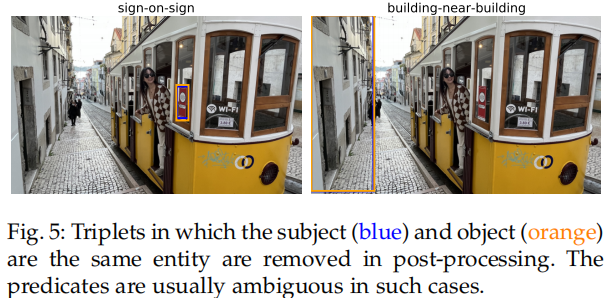 sign-on-sign
building-near-building
WI-FI
WI-FI
Fig. 5: Triplets in which the subject (blue) and object (orange)
are the same entity are removed in post-processing. The
predicates are usually ambiguous in such cases.